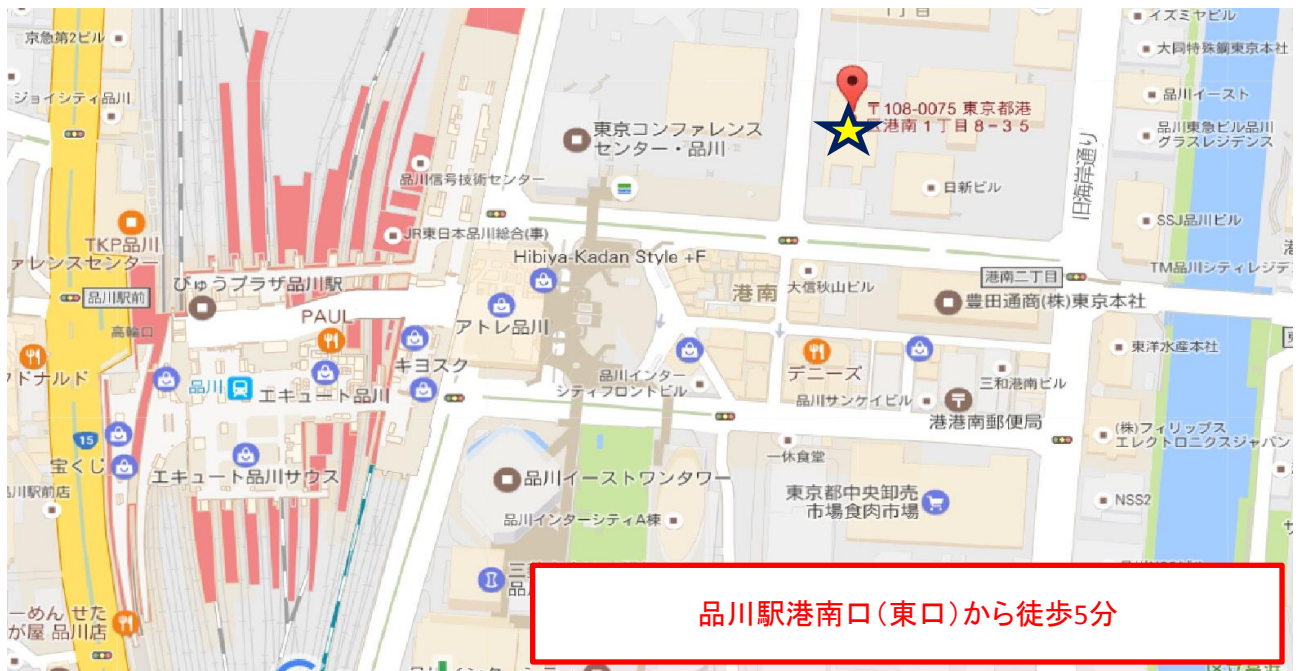 1丁目
イズミヤビル
京急第2ビル
大同特殊鋼東京本社
ジョイシティ品川
品川イースト
〒108-0075 東京都港
区港南1丁目8-35
東京コンファレンス
センター・品川
品川東急ビル品川
グラスレジデンス
旧海岸通り
品川信号技術センター
日新ビル
SSJ品川ビル
JR東日本品川総合(事)
TKP品川
ァレンスセンター
Hibiya-Kadan Style +F
TM品川シティレジデ
港南二丁目
びゅうプラザ品川駅
港南
大信秋山ビル
品川駅前
豊田通商(株)東京本社
PAUL
アトレ品川
高輪口
クドナルド
キヨスク
東洋水産本社
品川インター
シティフロントビル
デニーズ
三和港南ビル
品川
エキュート品川
品川サンケイビル
港港南郵便局
15
(株)フィリップス
エレクトロニクスジャパン
宝くじ
一休食堂
エキュート品川サウス
品川イーストワンタワー
東京都中央卸売
市場食肉市場
川駅前店
NSS2
品川インターシティA棟
品川駅港南口(東口)から徒歩5分
ーめん せた
が屋 品川店